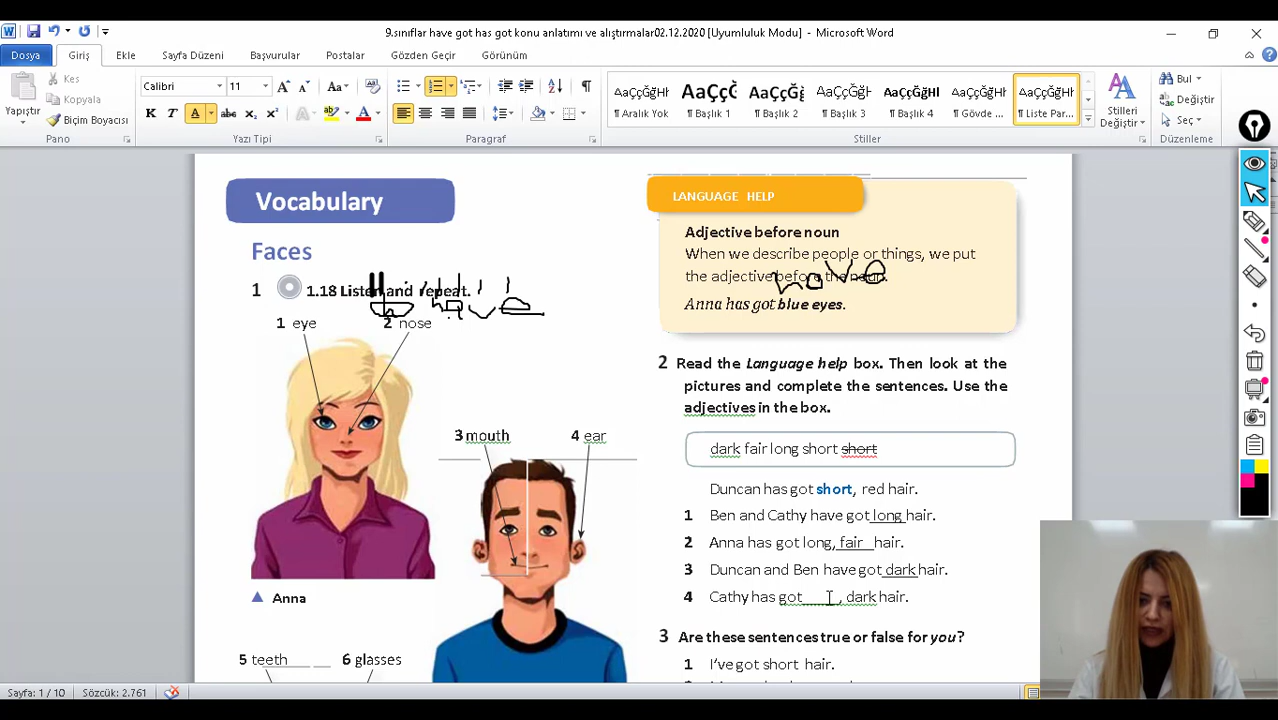 9.sınıflar have got has got konu anlatımı ve alıştırmalar02.12.2020 [Uyumluluk Modu] - Microsoft Word
Dosya Giriş Ekle Sayfa Düzeni Başvurular Postalar Gözden Geçir Görünüm
Yapıştır
Kes
Kopyala
Biçim Boyacısı
Pano
Calibri 11
Yazı Tipi
Paragraf
¶ Aralık Yok ¶ Başlık 1 ¶ Başlık 2 ¶ Başlık 3 ¶ Başlık 4 ¶ Gövde ... ¶ Liste Par...
Stilleri Değiştir
Stiller
Bul
Değiştir
Seç
Düzenleme
Vocabulary
Faces
1 1.18 Listen and repeat.
1 eye 2 nose
3 mouth 4 ear
Anna
5 teeth 6 glasses
LANGUAGE HELP
Adjective before noun
When we describe people or things, we put
the adjective before the noun.
have
Anna has got blue eyes.
2 Read the Language help box. Then look at the
pictures and complete the sentences. Use the
adjectives in the box.
dark fair long short short
Duncan has got short, red hair.
1 Ben and Cathy have got long hair.
2 Anna has got long, fair hair.
3 Duncan and Ben have got dark hair.
4 Cathy has got ____, dark hair.
3 Are these sentences true or false for you?
1 I've got short hair.
Sayfa: 1 / 10 Sözcük: 2.761